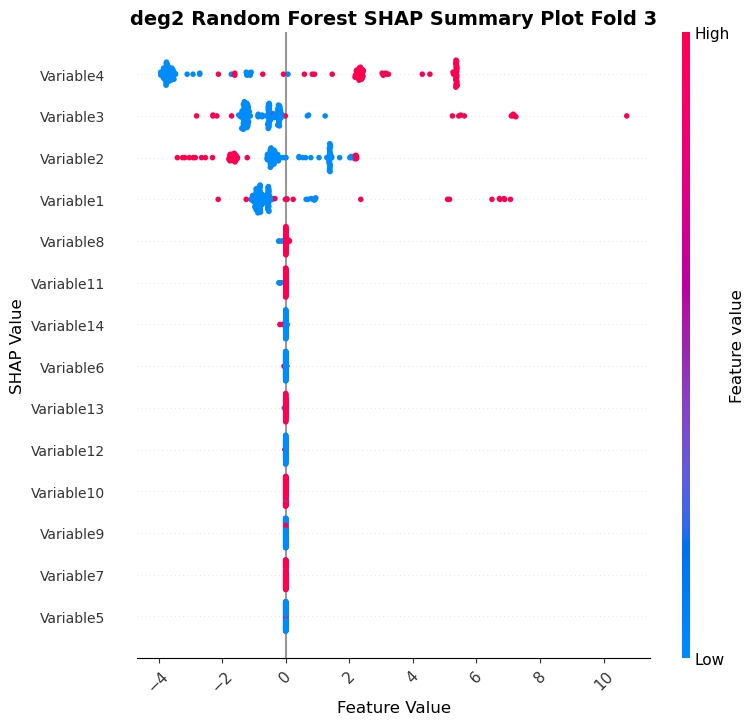 deg2 Random Forest SHAP Summary Plot Fold 3
High
Variable4
Variable3
Variable2
Variable1
Variable8
Variable11
Variable14
Variable6
Variable13
Variable12
Variable10
Variable9
Variable7
Variable5
SHAP Value
Feature value
Low
−4 −2 0 2 4 6 8 10
Feature Value